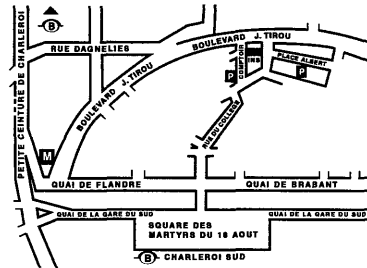 B
RUE DAGNELIES
BOULEVARD J. TIROU
BOULEVARD J. TIROU
COMPTOIR
INS
PLACE ALBERT
P
P
PETITE CEINTURE DE CHARLEROI
RUE DU COLLEGE
M
QUAI DE FLANDRE
QUAI DE BRABANT
QUAI DE LA GARE DU SUD
QUAI DE LA GARE DU SUD
SQUARE DES
MARTYRS DU 18 AOUT
B CHARLEROI SUD